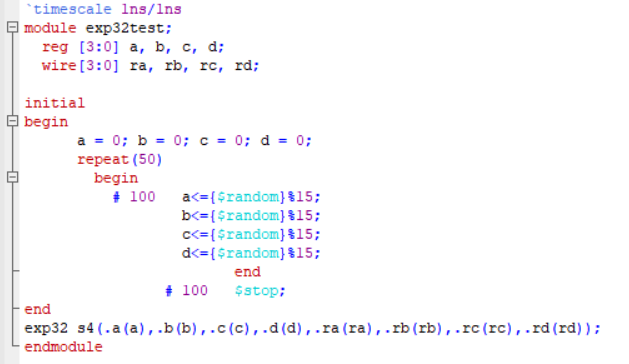 `timescale 1ns/1ns
module exp32test;
reg [3:0] a, b, c, d;
wire[3:0] ra, rb, rc, rd;
initial
begin
a = 0; b = 0; c = 0; d = 0;
repeat(50)
begin
# 100 a<={$random}%15;
b<={$random}%15;
c<={$random}%15;
d<={$random}%15;
end
# 100 $stop;
end
exp32 s4(.a(a),.b(b),.c(c),.d(d),.ra(ra),.rb(rb),.rc(rc),.rd(rd));
endmodule